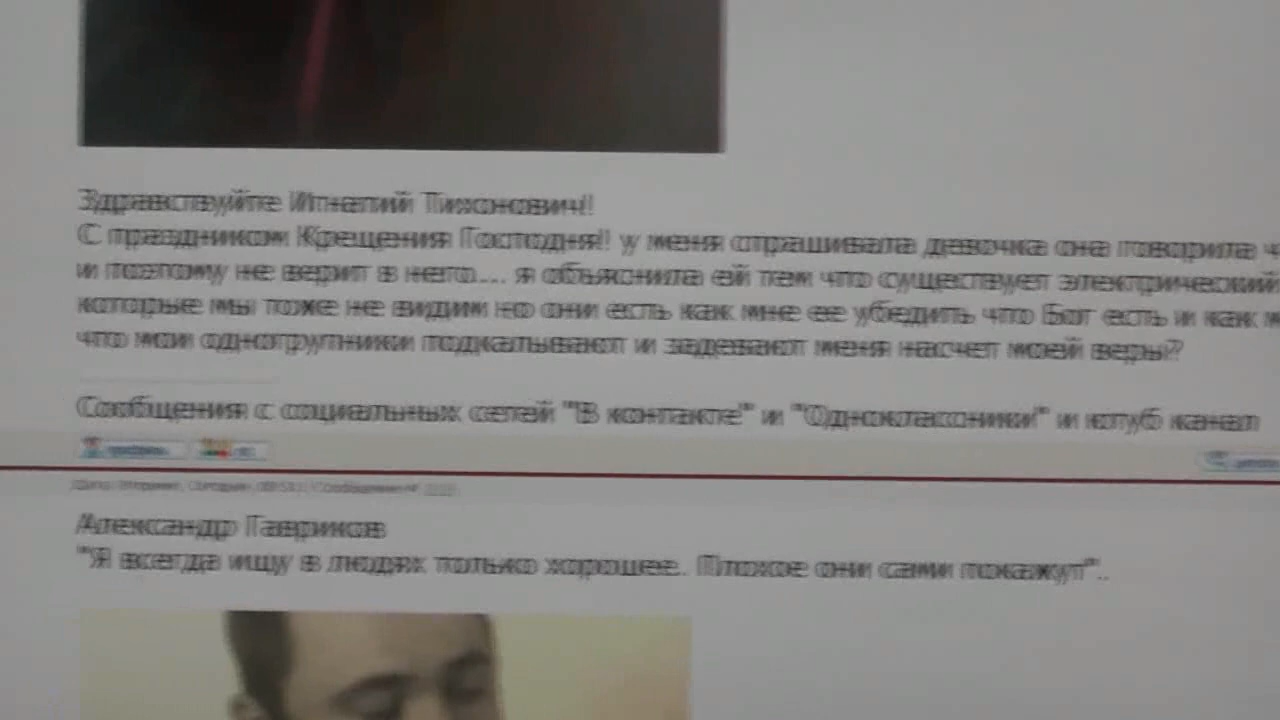 Здравствуйте Игнатий Тихонович!!
С праздником Крещения Господня!! у меня спрашивала девочка она говорила ч
и поэтому не верит в него.... я объяснила ей тем что существует электрический
которые мы тоже не видим но они есть как мне ее убедить что Бог есть и как м
что мои одногрупники подкалывают и задевают меня насчет моей веры?
Сообщения с социальных сетей "В контакте" и "Одноклассники" и ютуб канал
Александр Гавриков
"Я всегда ищу в людях только хорошее.. Плохое они сами покажут"..